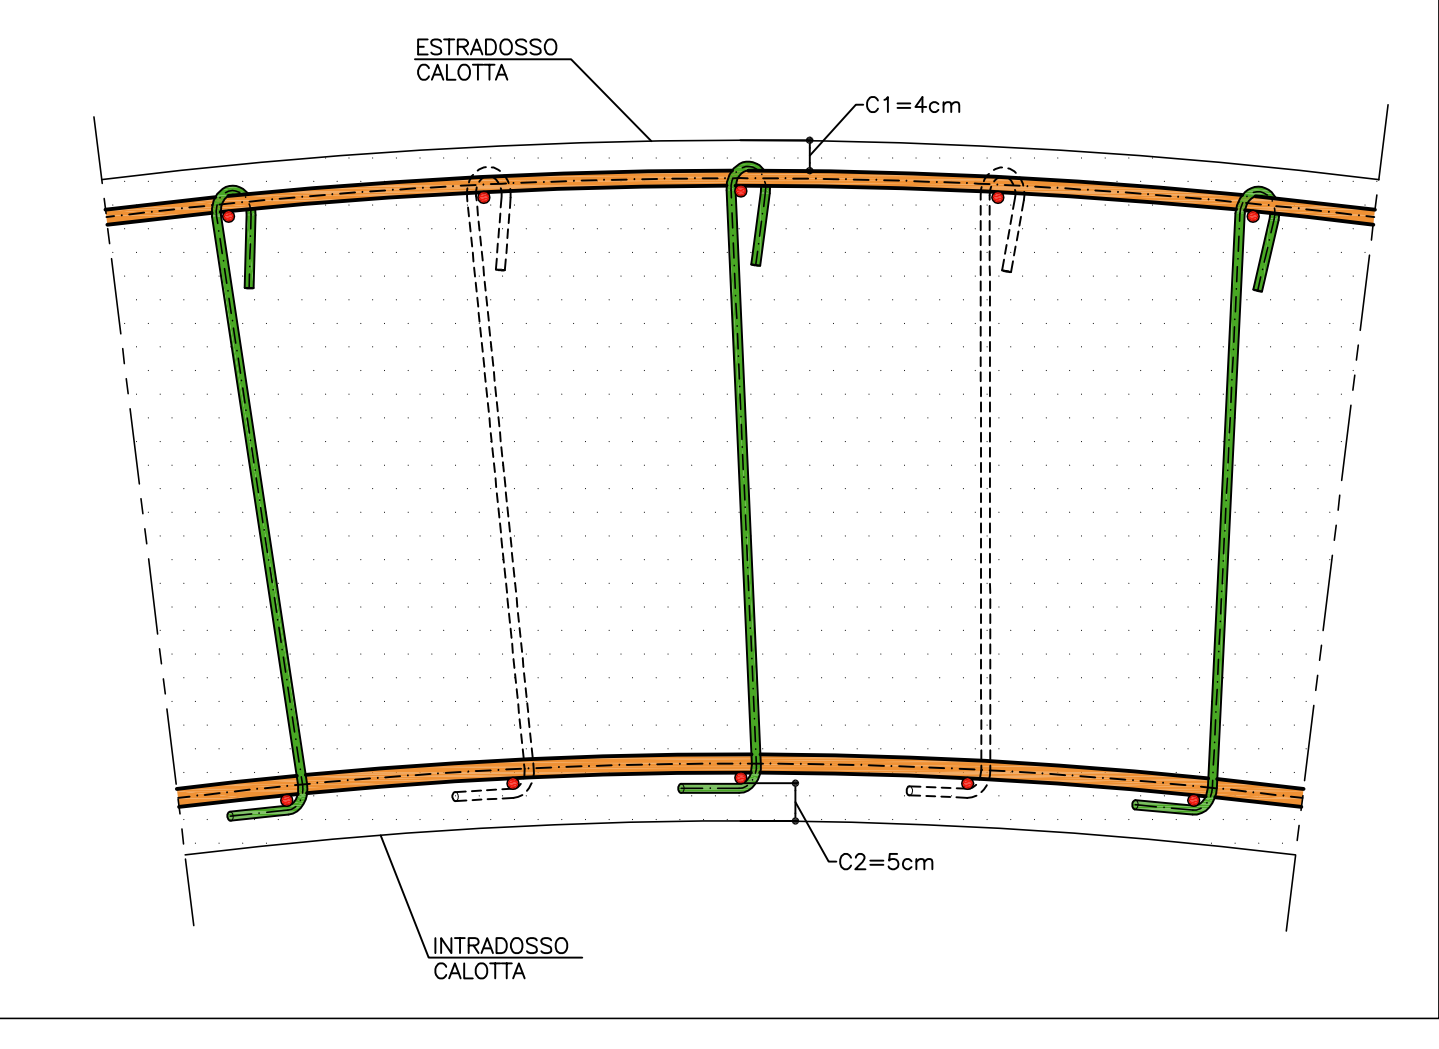 ESTRADOSSO
CALOTTA
C1=4cm
C2=5cm
INTRADOSSO
CALOTTA